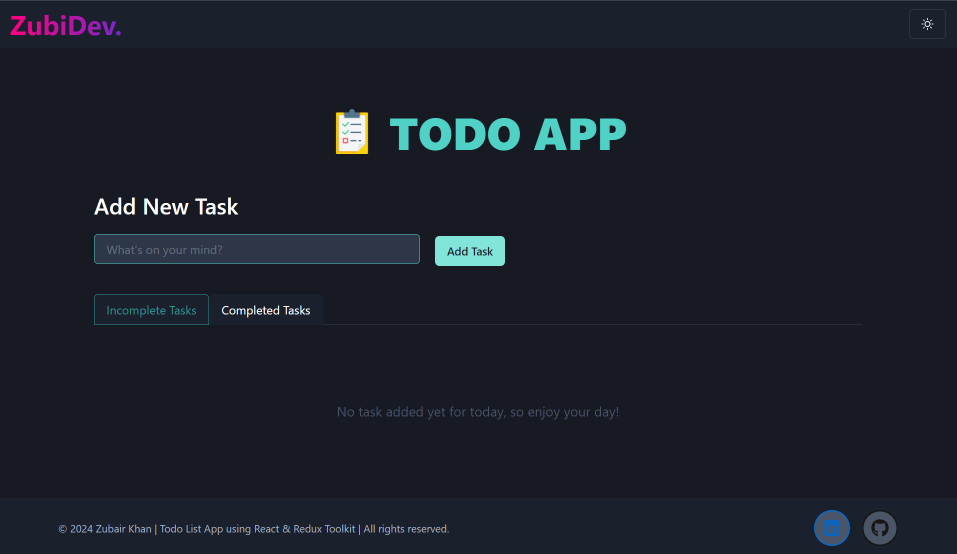 ZubiDev.
TODO APP
Add New Task
What's on your mind?
Add Task
Incomplete Tasks
Completed Tasks
No task added yet for today, so enjoy your day!
© 2024 Zubair Khan | Todo List App using React & Redux Toolkit | All rights reserved.